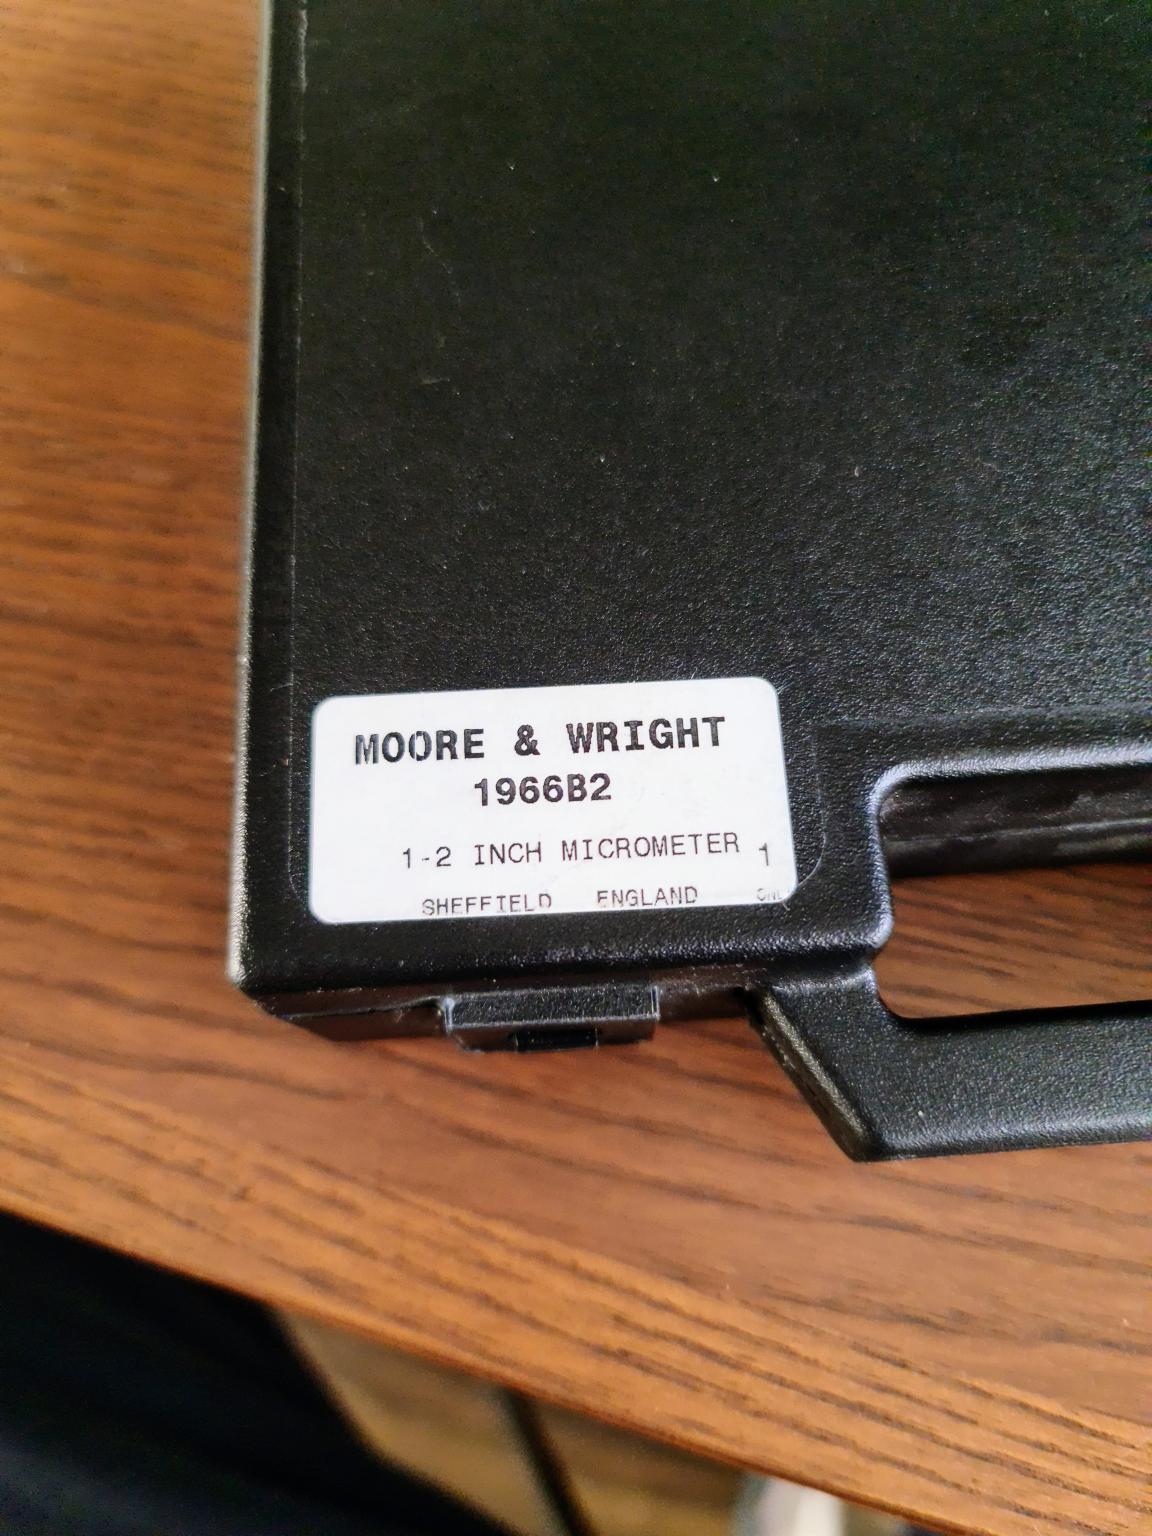 MOORE & WRIGHT
1966B2
1-2 INCH MICROMETER 1
SHEFFIELD ENGLAND